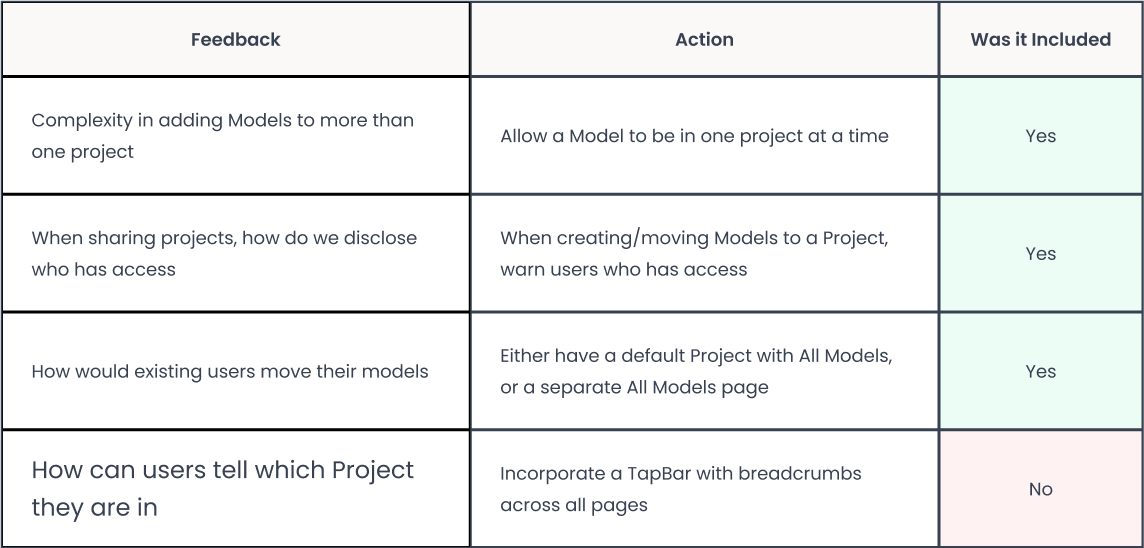 Feedback
Action
Was it Included
Complexity in adding Models to more than
one project
Allow a Model to be in one project at a time
Yes
When sharing projects, how do we disclose
who has access
When creating/moving Models to a Project,
warn users who has access
Yes
How would existing users move their models
Either have a default Project with All Models,
or a separate All Models page
Yes
How can users tell which Project
they are in
Incorporate a TapBar with breadcrumbs
across all pages
No